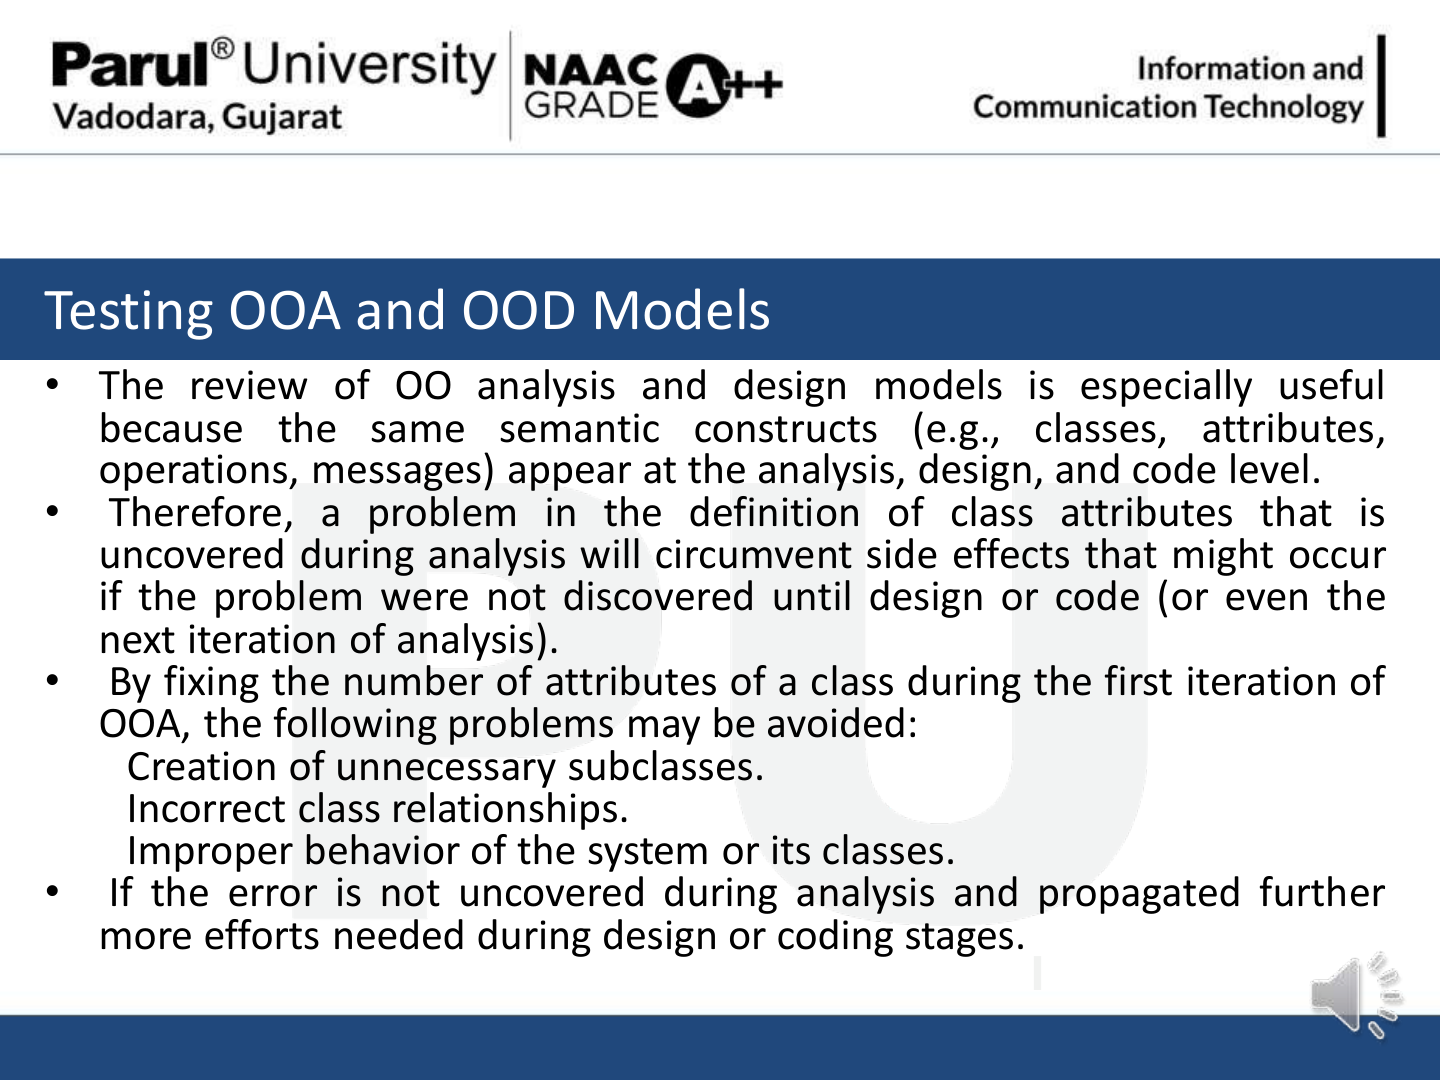 Parul® University
Vadodara, Gujarat
NAAC
GRADE
A++
Information and
Communication Technology
Testing OOA and OOD Models
• The review of OO analysis and design models is especially useful
because the same semantic constructs (e.g., classes, attributes,
operations, messages) appear at the analysis, design, and code level.
• Therefore, a problem in the definition of class attributes that is
uncovered during analysis will circumvent side effects that might occur
if the problem were not discovered until design or code (or even the
next iteration of analysis).
• By fixing the number of attributes of a class during the first iteration of
OOA, the following problems may be avoided:
Creation of unnecessary subclasses.
Incorrect class relationships.
Improper behavior of the system or its classes.
• If the error is not uncovered during analysis and propagated further
more efforts needed during design or coding stages.
PU